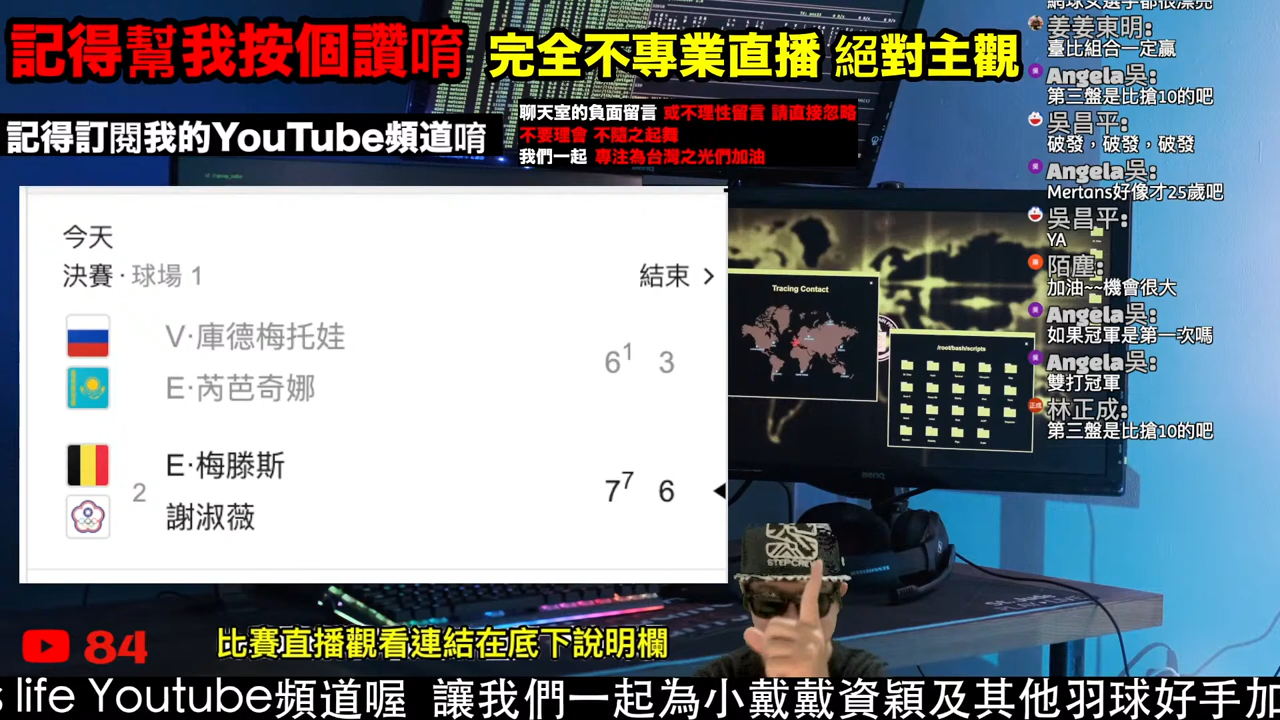 記得幫我按個讚唷
完全不專業直播 絕對主觀
記得訂閱我的YouTube頻道唷
聊天室的負面留言 或不理性留言 請直接忽略
不要理會 不隨之起舞
我們一起 專注為台灣之光們加油
今天
決賽 · 球場 1
結束
V·庫德梅托娃
E·芮芭奇娜
6¹ 3
2
E·梅滕斯
謝淑薇
7⁷ 6
Tracing Contact
/root/bash/scripts
BenQ
STEPCREW
姜姜東明:
臺比組合一定贏
Angela吳:
第三盤是比搶10的吧
吳昌平:
破發，破發，破發
Angela吳:
Mertans好像才25歲吧
吳昌平:
YA
陌塵:
加油~~機會很大
Angela吳:
如果冠軍是第一次嗎
Angela吳:
雙打冠軍
林正成:
第三盤是比搶10的吧
84
比賽直播觀看連結在底下說明欄
s life Youtube頻道喔 讓我們一起為小戴戴資穎及其他羽球好手加